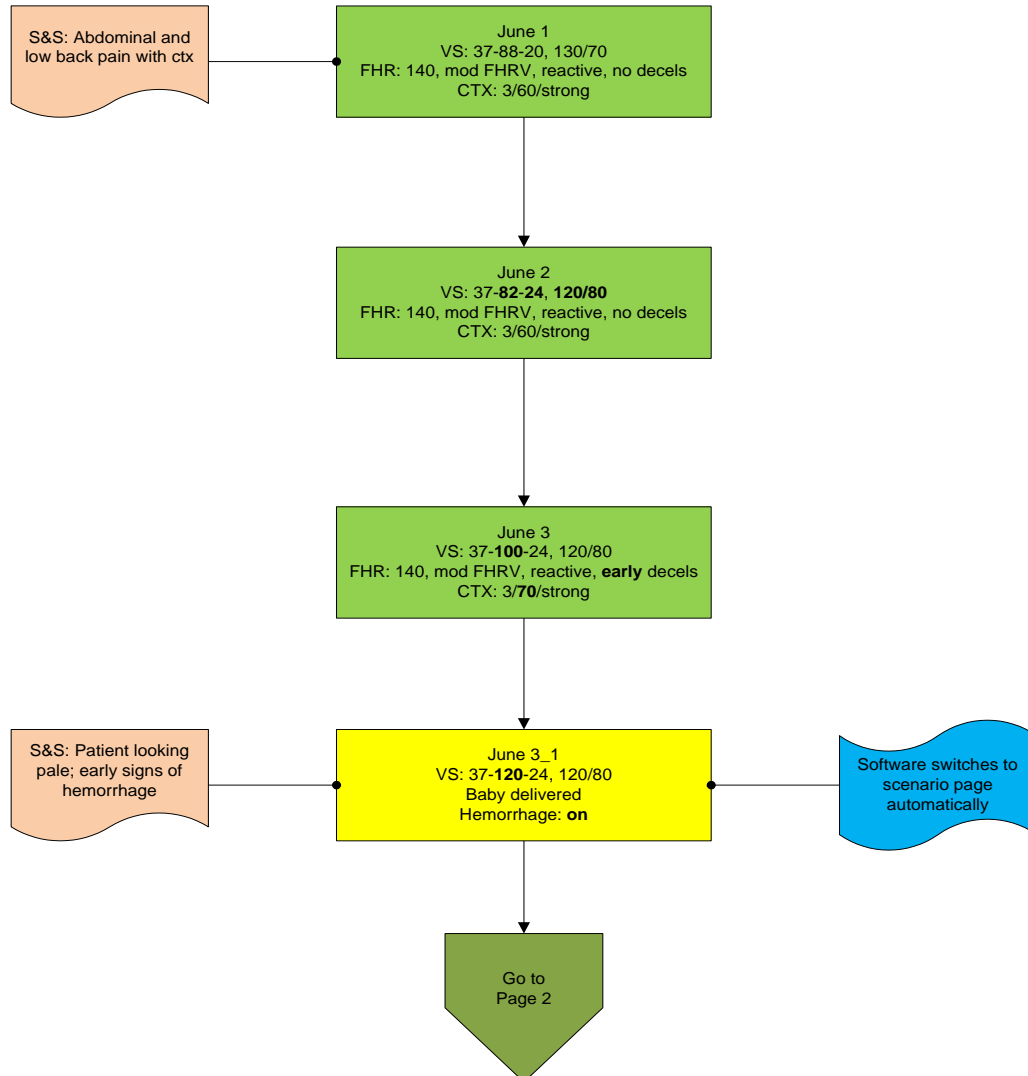 S&S: Abdominal and
low back pain with ctx
June 1
VS: 37-88-20, 130/70
FHR: 140, mod FHRV, reactive, no decels
CTX: 3/60/strong
June 2
VS: 37-82-24, 120/80
FHR: 140, mod FHRV, reactive, no decels
CTX: 3/60/strong
June 3
VS: 37-100-24, 120/80
FHR: 140, mod FHRV, reactive, early decels
CTX: 3/70/strong
S&S: Patient looking
pale; early signs of
hemorrhage
June 3_1
VS: 37-120-24, 120/80
Baby delivered
Hemorrhage: on
Software switches to
scenario page
automatically
Go to
Page 2